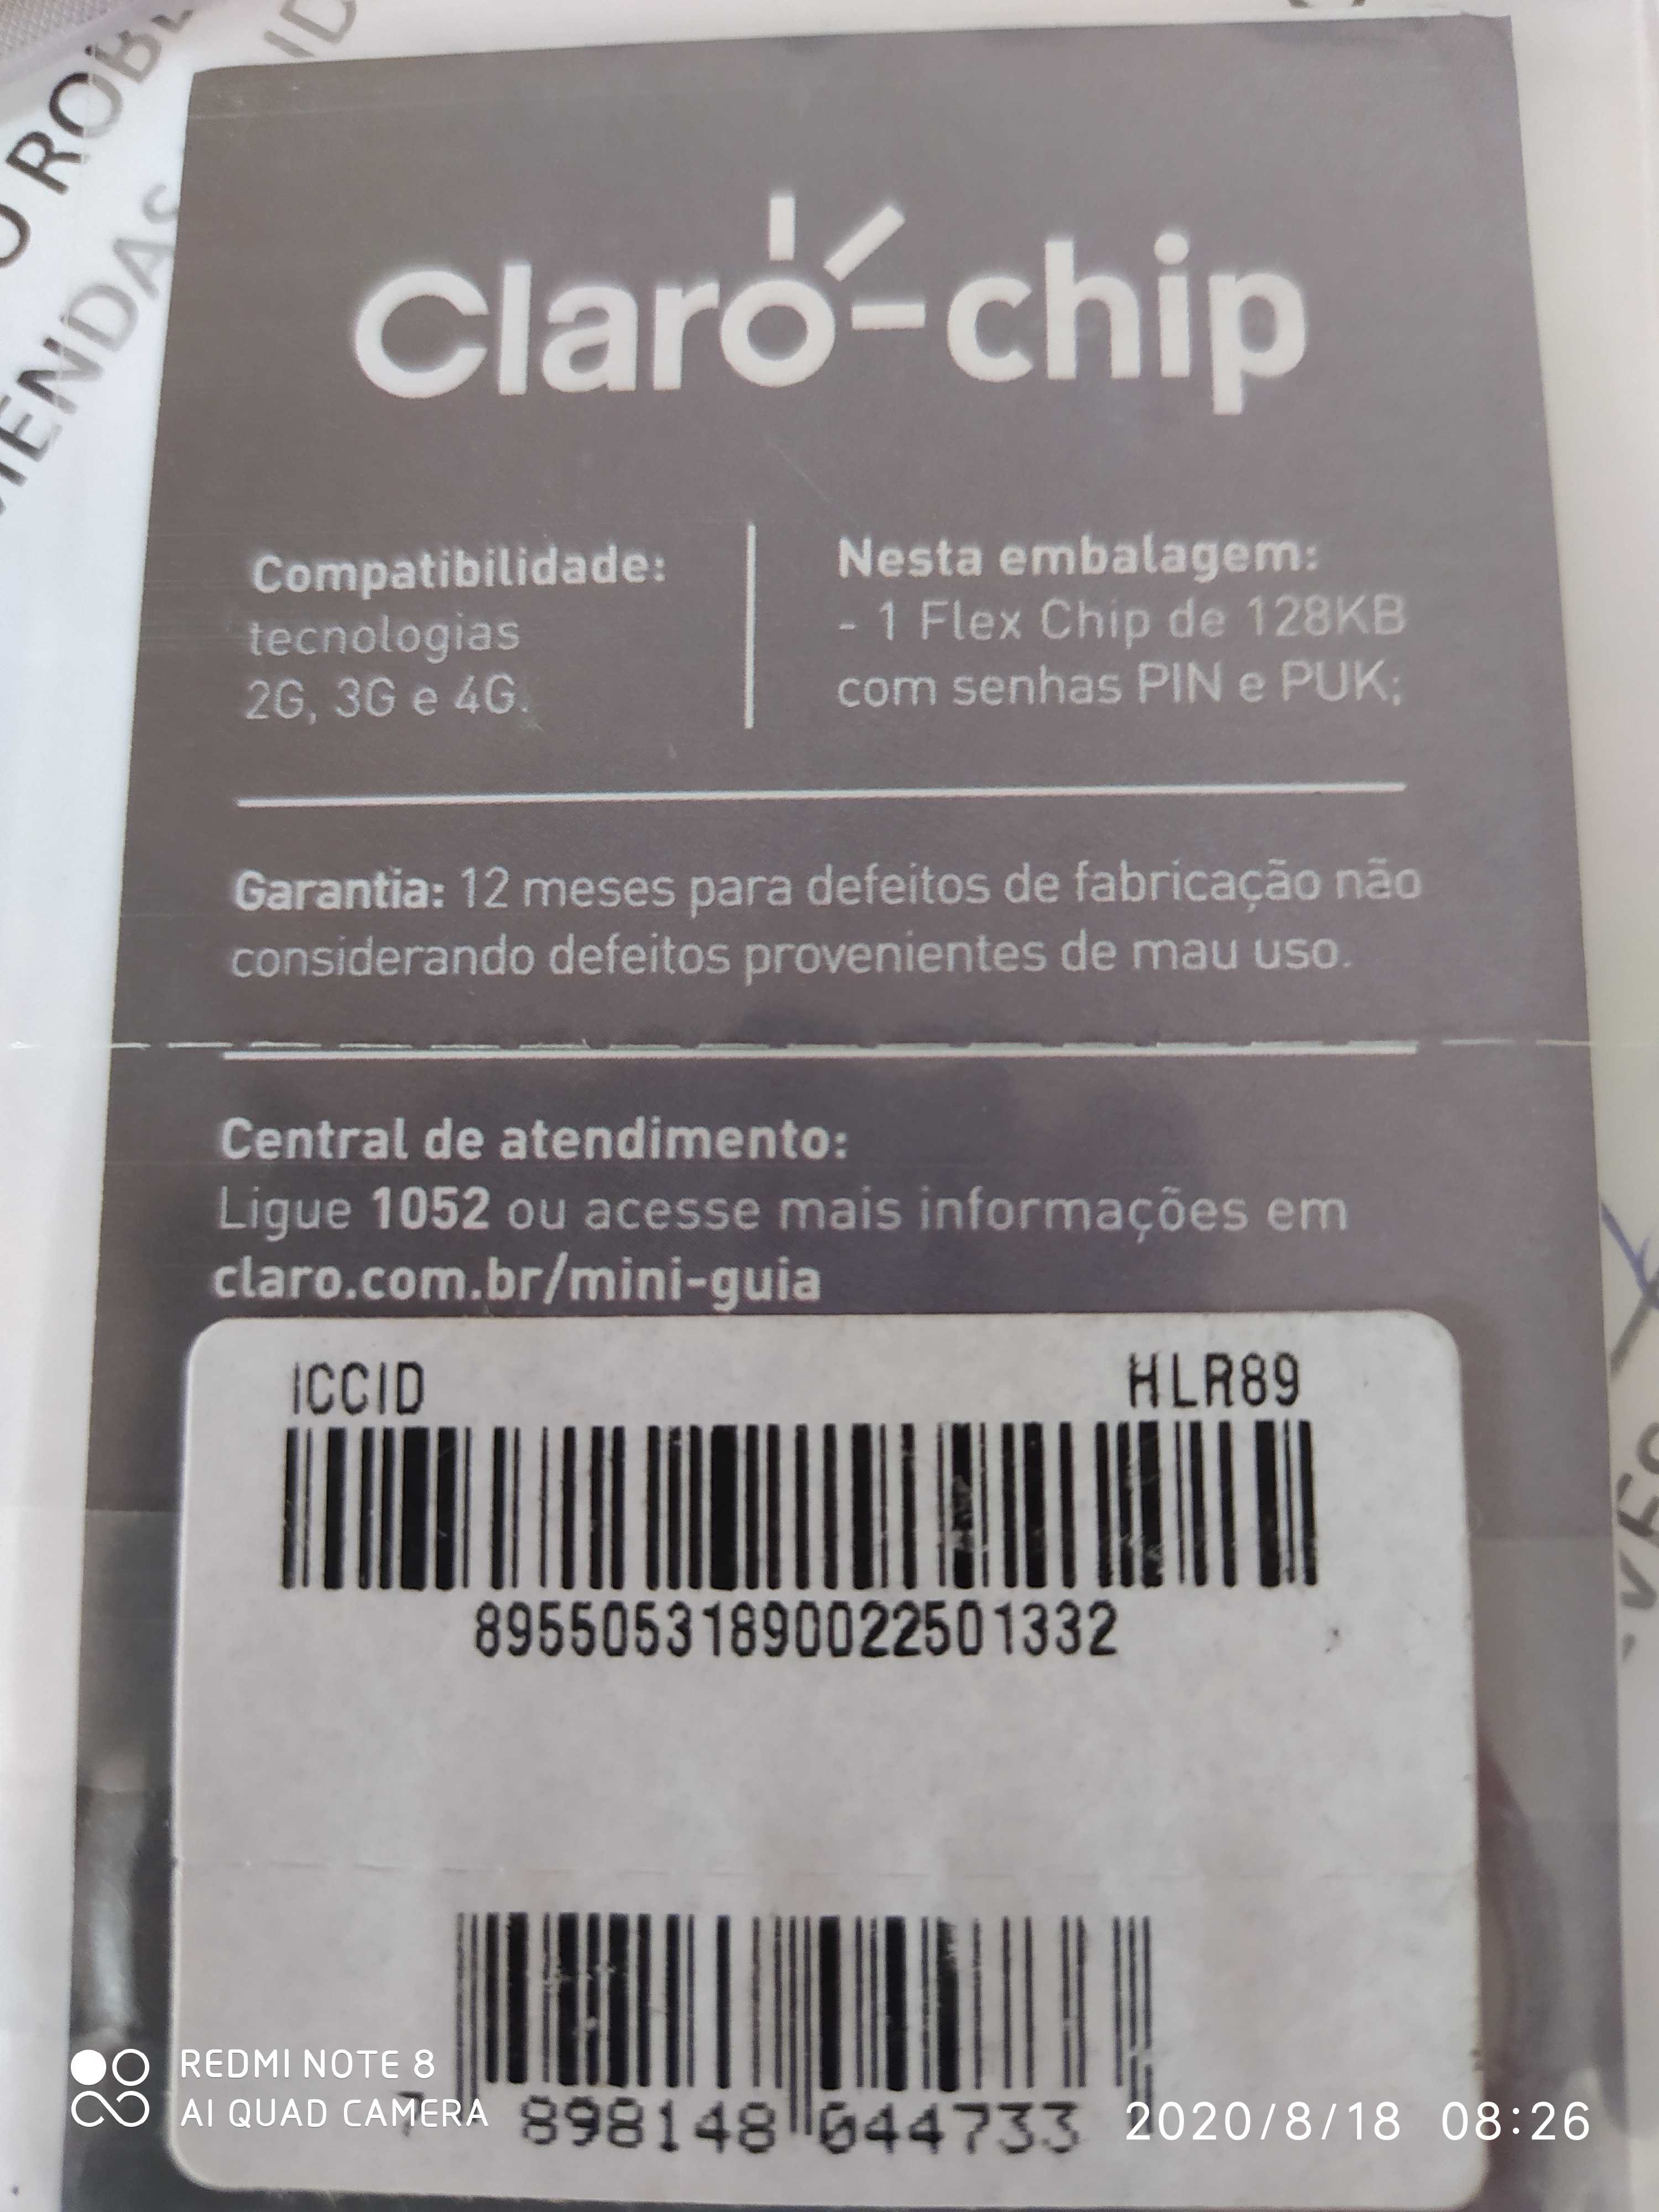 Claro-chip
Compatibilidade:
tecnologias
2G, 3G e 4G.
Nesta embalagem:
- 1 Flex Chip de 128KB
com senhas PIN e PUK;
Garantia: 12 meses para defeitos de fabricação não
considerando defeitos provenientes de mau uso.
Central de atendimento:
Ligue 1052 ou acesse mais informações em
claro.com.br/mini-guia
ICCID HLR89
89550531890022501332
7 898148 044733
REDMI NOTE 8
AI QUAD CAMERA
2020/8/18 08:26